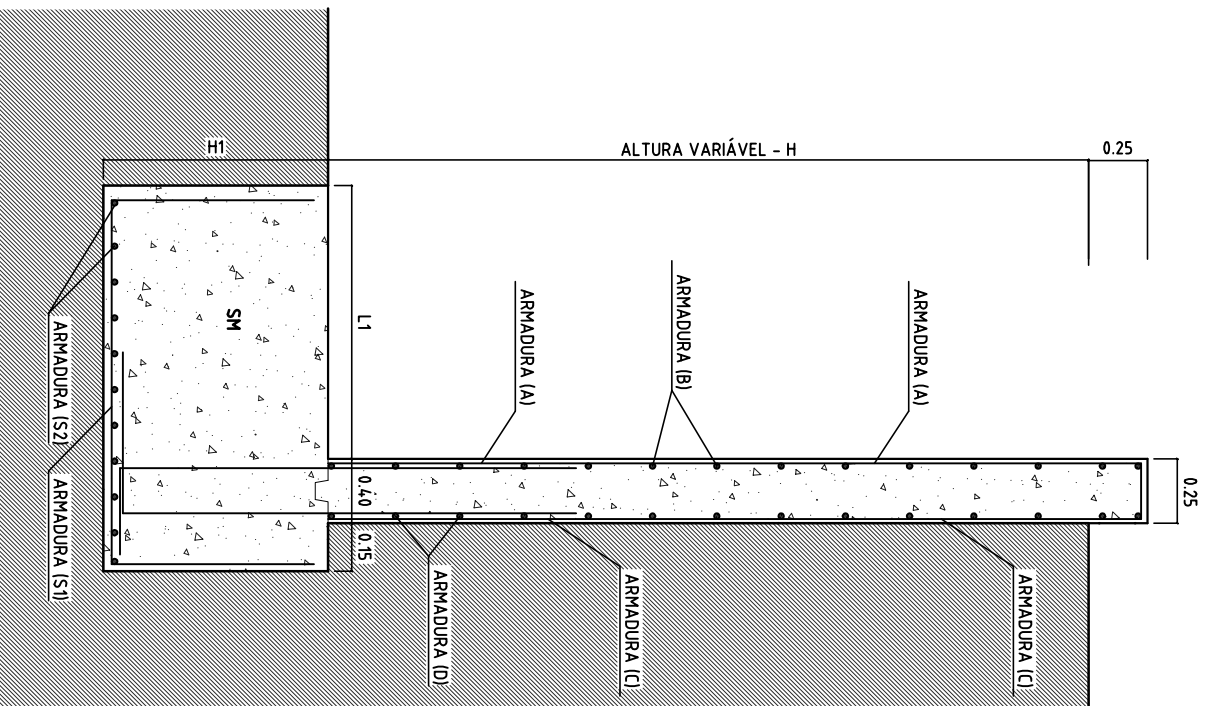 H1
ALTURA VARIÁVEL - H
0.25
0.25
L1
SM
0.40
0.15
ARMADURA (A)
ARMADURA (B)
ARMADURA (A)
ARMADURA (S2)
ARMADURA (S1)
ARMADURA (D)
ARMADURA (C)
ARMADURA (C)